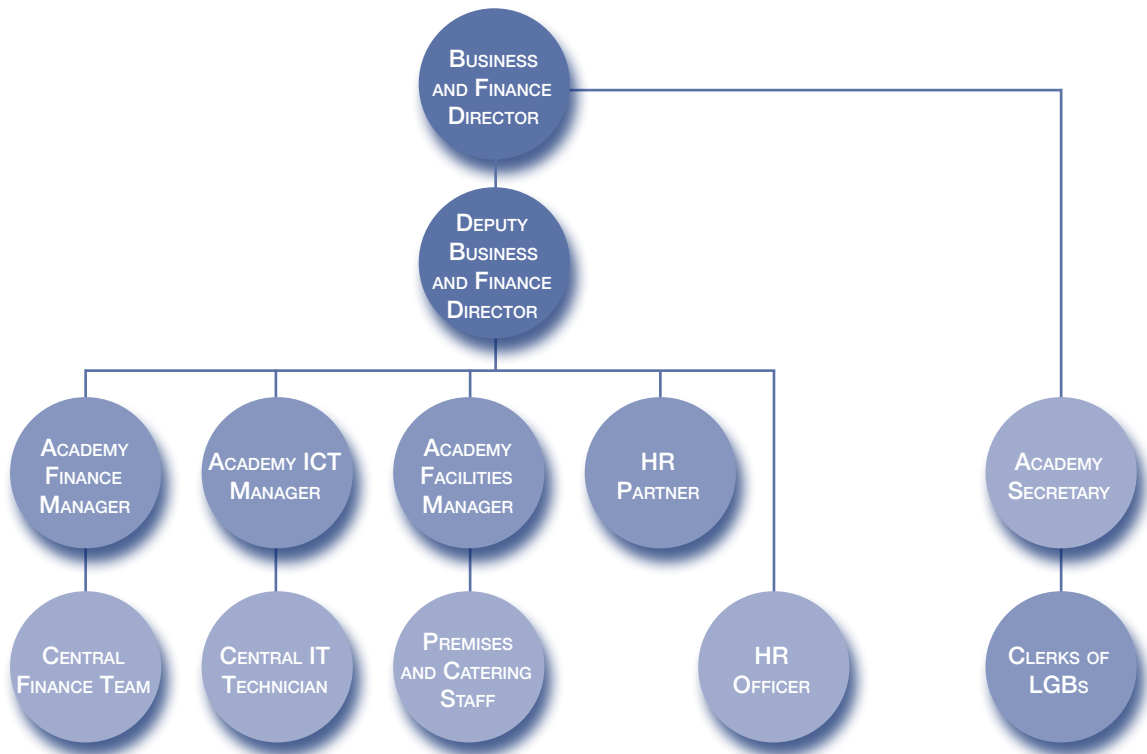 Business
and Finance
Director
Deputy
Business
and Finance
Director
Academy
Finance
Manager
Academy ICT
Manager
Academy
Facilities
Manager
HR
Partner
Academy
Secretary
Central
Finance Team
Central IT
Technician
Premises
and Catering
Staff
HR
Officer
Clerks of
LGBs